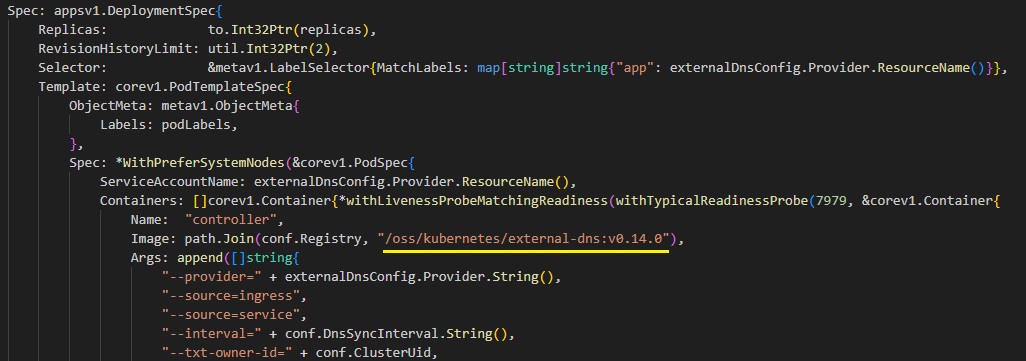 Spec: appsv1.DeploymentSpec{
    Replicas:             to.Int32Ptr(replicas),
    RevisionHistoryLimit: util.Int32Ptr(2),
    Selector:             &metav1.LabelSelector{MatchLabels: map[string]string{"app": externalDnsConfig.Provider.ResourceName()}},
    Template: corev1.PodTemplateSpec{
        ObjectMeta: metav1.ObjectMeta{
            Labels: podLabels,
        },
        Spec: *WithPreferSystemNodes(&corev1.PodSpec{
            ServiceAccountName: externalDnsConfig.Provider.ResourceName(),
            Containers: []corev1.Container{*withLivenessProbeMatchingReadiness(withTypicalReadinessProbe(7979, &corev1.Container{
                Name:  "controller",
                Image: path.Join(conf.Registry, "/oss/kubernetes/external-dns:v0.14.0"),
                Args: append([]string{
                    "--provider=" + externalDnsConfig.Provider.String(),
                    "--source=ingress",
                    "--source=service",
                    "--interval=" + conf.DnsSyncInterval.String(),
                    "--txt-owner-id=" + conf.ClusterUid,